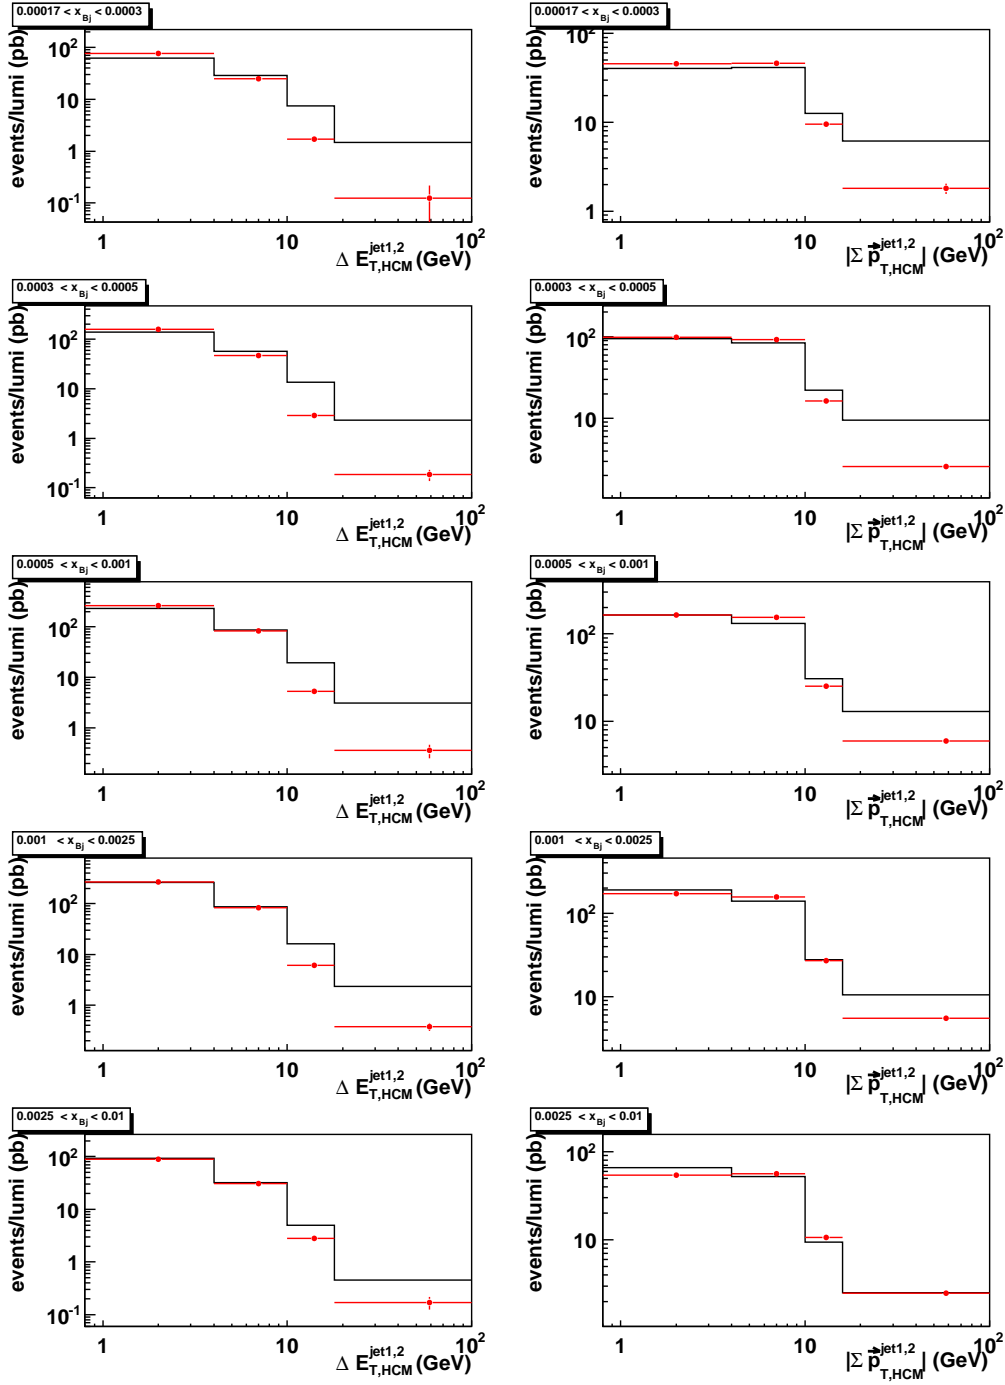 0.00017 < x_Bj < 0.0003
events/lumi (pb)
10^2
10
1
10^-1
1 10 10^2
Δ E_T,HCM^jet1,2 (GeV)
0.00017 < x_Bj < 0.0003
events/lumi (pb)
10^2
10
1
1 10 10^2
|Σ p⃗_T,HCM^jet1,2| (GeV)
0.0003 < x_Bj < 0.0005
events/lumi (pb)
10^2
10
1
10^-1
1 10 10^2
Δ E_T,HCM^jet1,2 (GeV)
0.0003 < x_Bj < 0.0005
events/lumi (pb)
10^2
10
1 10 10^2
|Σ p⃗_T,HCM^jet1,2| (GeV)
0.0005 < x_Bj < 0.001
events/lumi (pb)
10^2
10
1
1 10 10^2
Δ E_T,HCM^jet1,2 (GeV)
0.0005 < x_Bj < 0.001
events/lumi (pb)
10^2
10
1 10 10^2
|Σ p⃗_T,HCM^jet1,2| (GeV)
0.001 < x_Bj < 0.0025
events/lumi (pb)
10^2
10
1
1 10 10^2
Δ E_T,HCM^jet1,2 (GeV)
0.001 < x_Bj < 0.0025
events/lumi (pb)
10^2
10
1 10 10^2
|Σ p⃗_T,HCM^jet1,2| (GeV)
0.0025 < x_Bj < 0.01
events/lumi (pb)
10^2
10
1
10^-1
1 10 10^2
Δ E_T,HCM^jet1,2 (GeV)
0.0025 < x_Bj < 0.01
events/lumi (pb)
10^2
10
1 10 10^2
|Σ p⃗_T,HCM^jet1,2| (GeV)